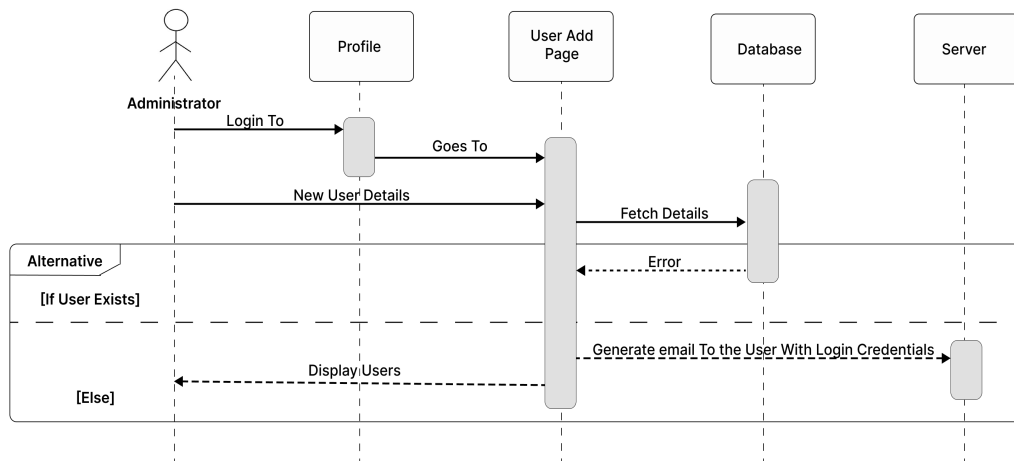 Profile
User Add
Page
Database
Server
Administrator
Login To
Goes To
New User Details
Fetch Details
Alternative
Error
[If User Exists]
Generate email To the User With Login Credentials
Display Users
[Else]